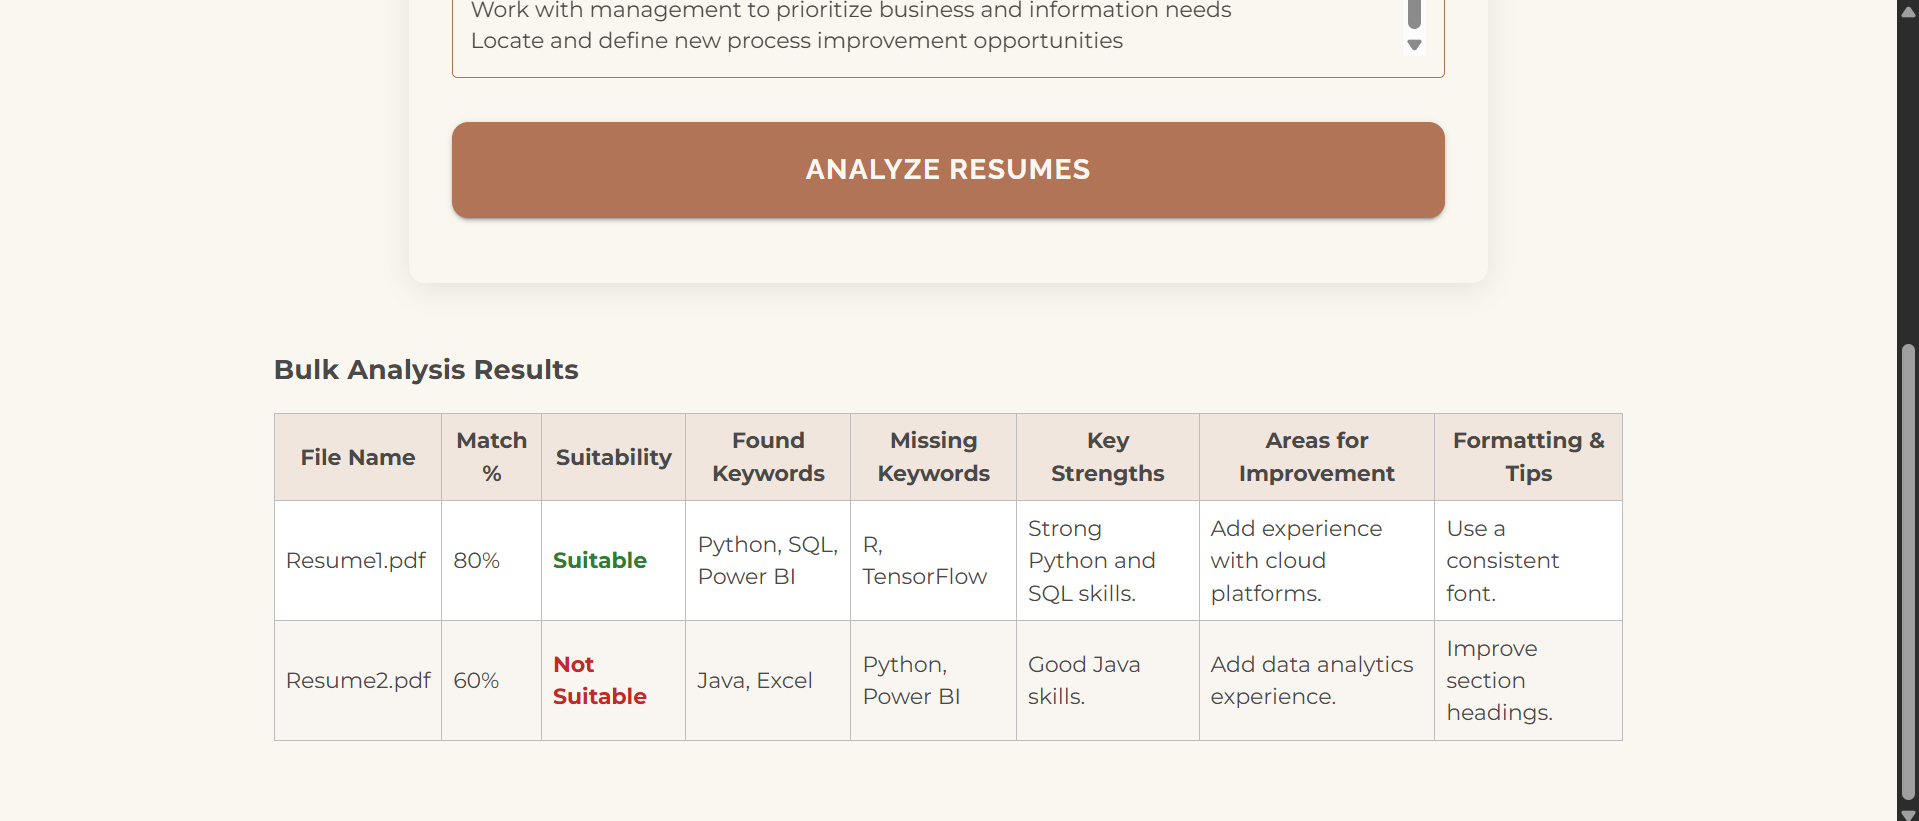 Work with management to prioritize business and information needs
Locate and define new process improvement opportunities
ANALYZE RESUMES
Bulk Analysis Results
File Name
Match
%
Suitability
Found
Keywords
Missing
Keywords
Key
Strengths
Areas for
Improvement
Formatting &
Tips
Resume1.pdf
80%
Suitable
Python, SQL,
Power BI
R,
TensorFlow
Strong
Python and
SQL skills.
Add experience
with cloud
platforms.
Use a
consistent
font.
Resume2.pdf
60%
Not
Suitable
Java, Excel
Python,
Power BI
Good Java
skills.
Add data analytics
experience.
Improve
section
headings.